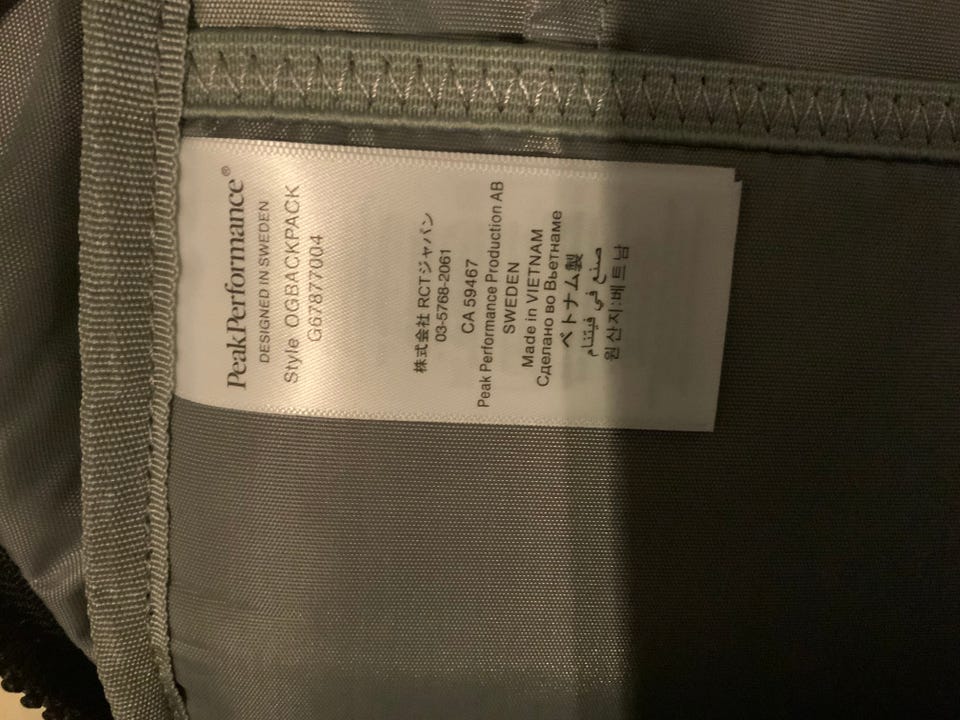 PeakPerformance®
DESIGNED IN SWEDEN
Style OGBACKPACK
G67877004
株式会社 RCTジャパン
03-5768-2061
CA 59467
Peak Performance Production AB
SWEDEN
Made in VIETNAM
Сделано во Вьетнаме
ベトナム製
صنع في فيتنام
원산지:베트남